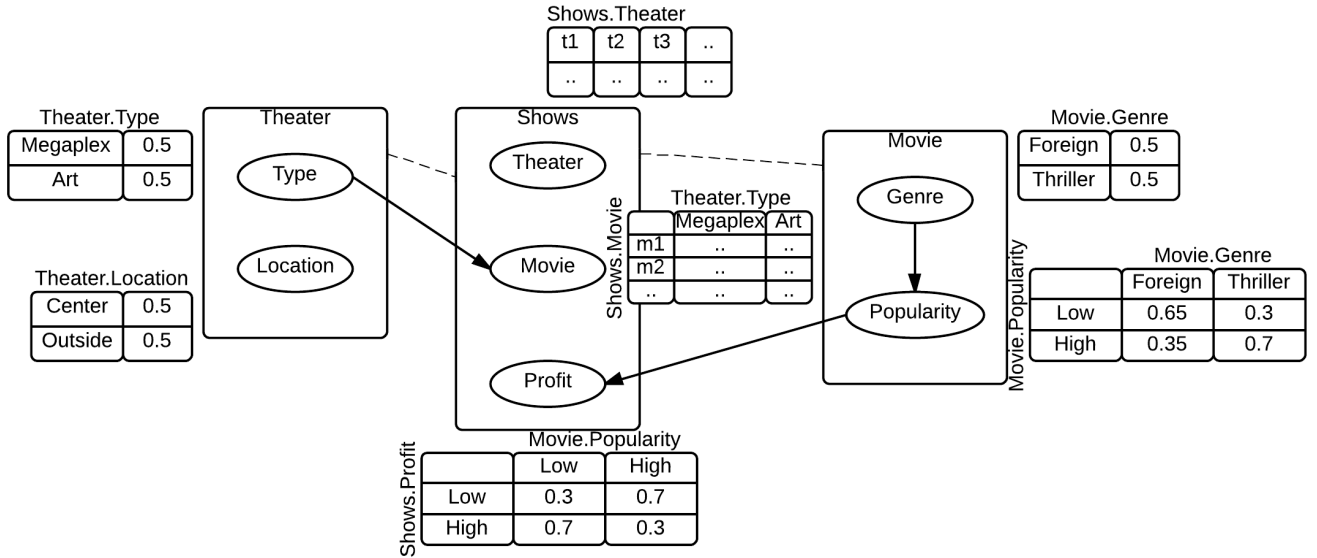 Shows.Theater
t1 t2 t3 ..
.. .. .. ..
Theater.Type
Megaplex 0.5
Art 0.5
Theater
Type
Location
Theater.Location
Center 0.5
Outside 0.5
Shows
Theater
Movie
Profit
Shows.Movie
Theater.Type
Megaplex Art
m1 .. ..
m2 .. ..
.. .. ..
Movie
Genre
Popularity
Movie.Genre
Foreign 0.5
Thriller 0.5
Movie.Popularity
Movie.Genre
Foreign Thriller
Low 0.65 0.3
High 0.35 0.7
Shows.Profit
Movie.Popularity
Low High
Low 0.3 0.7
High 0.7 0.3